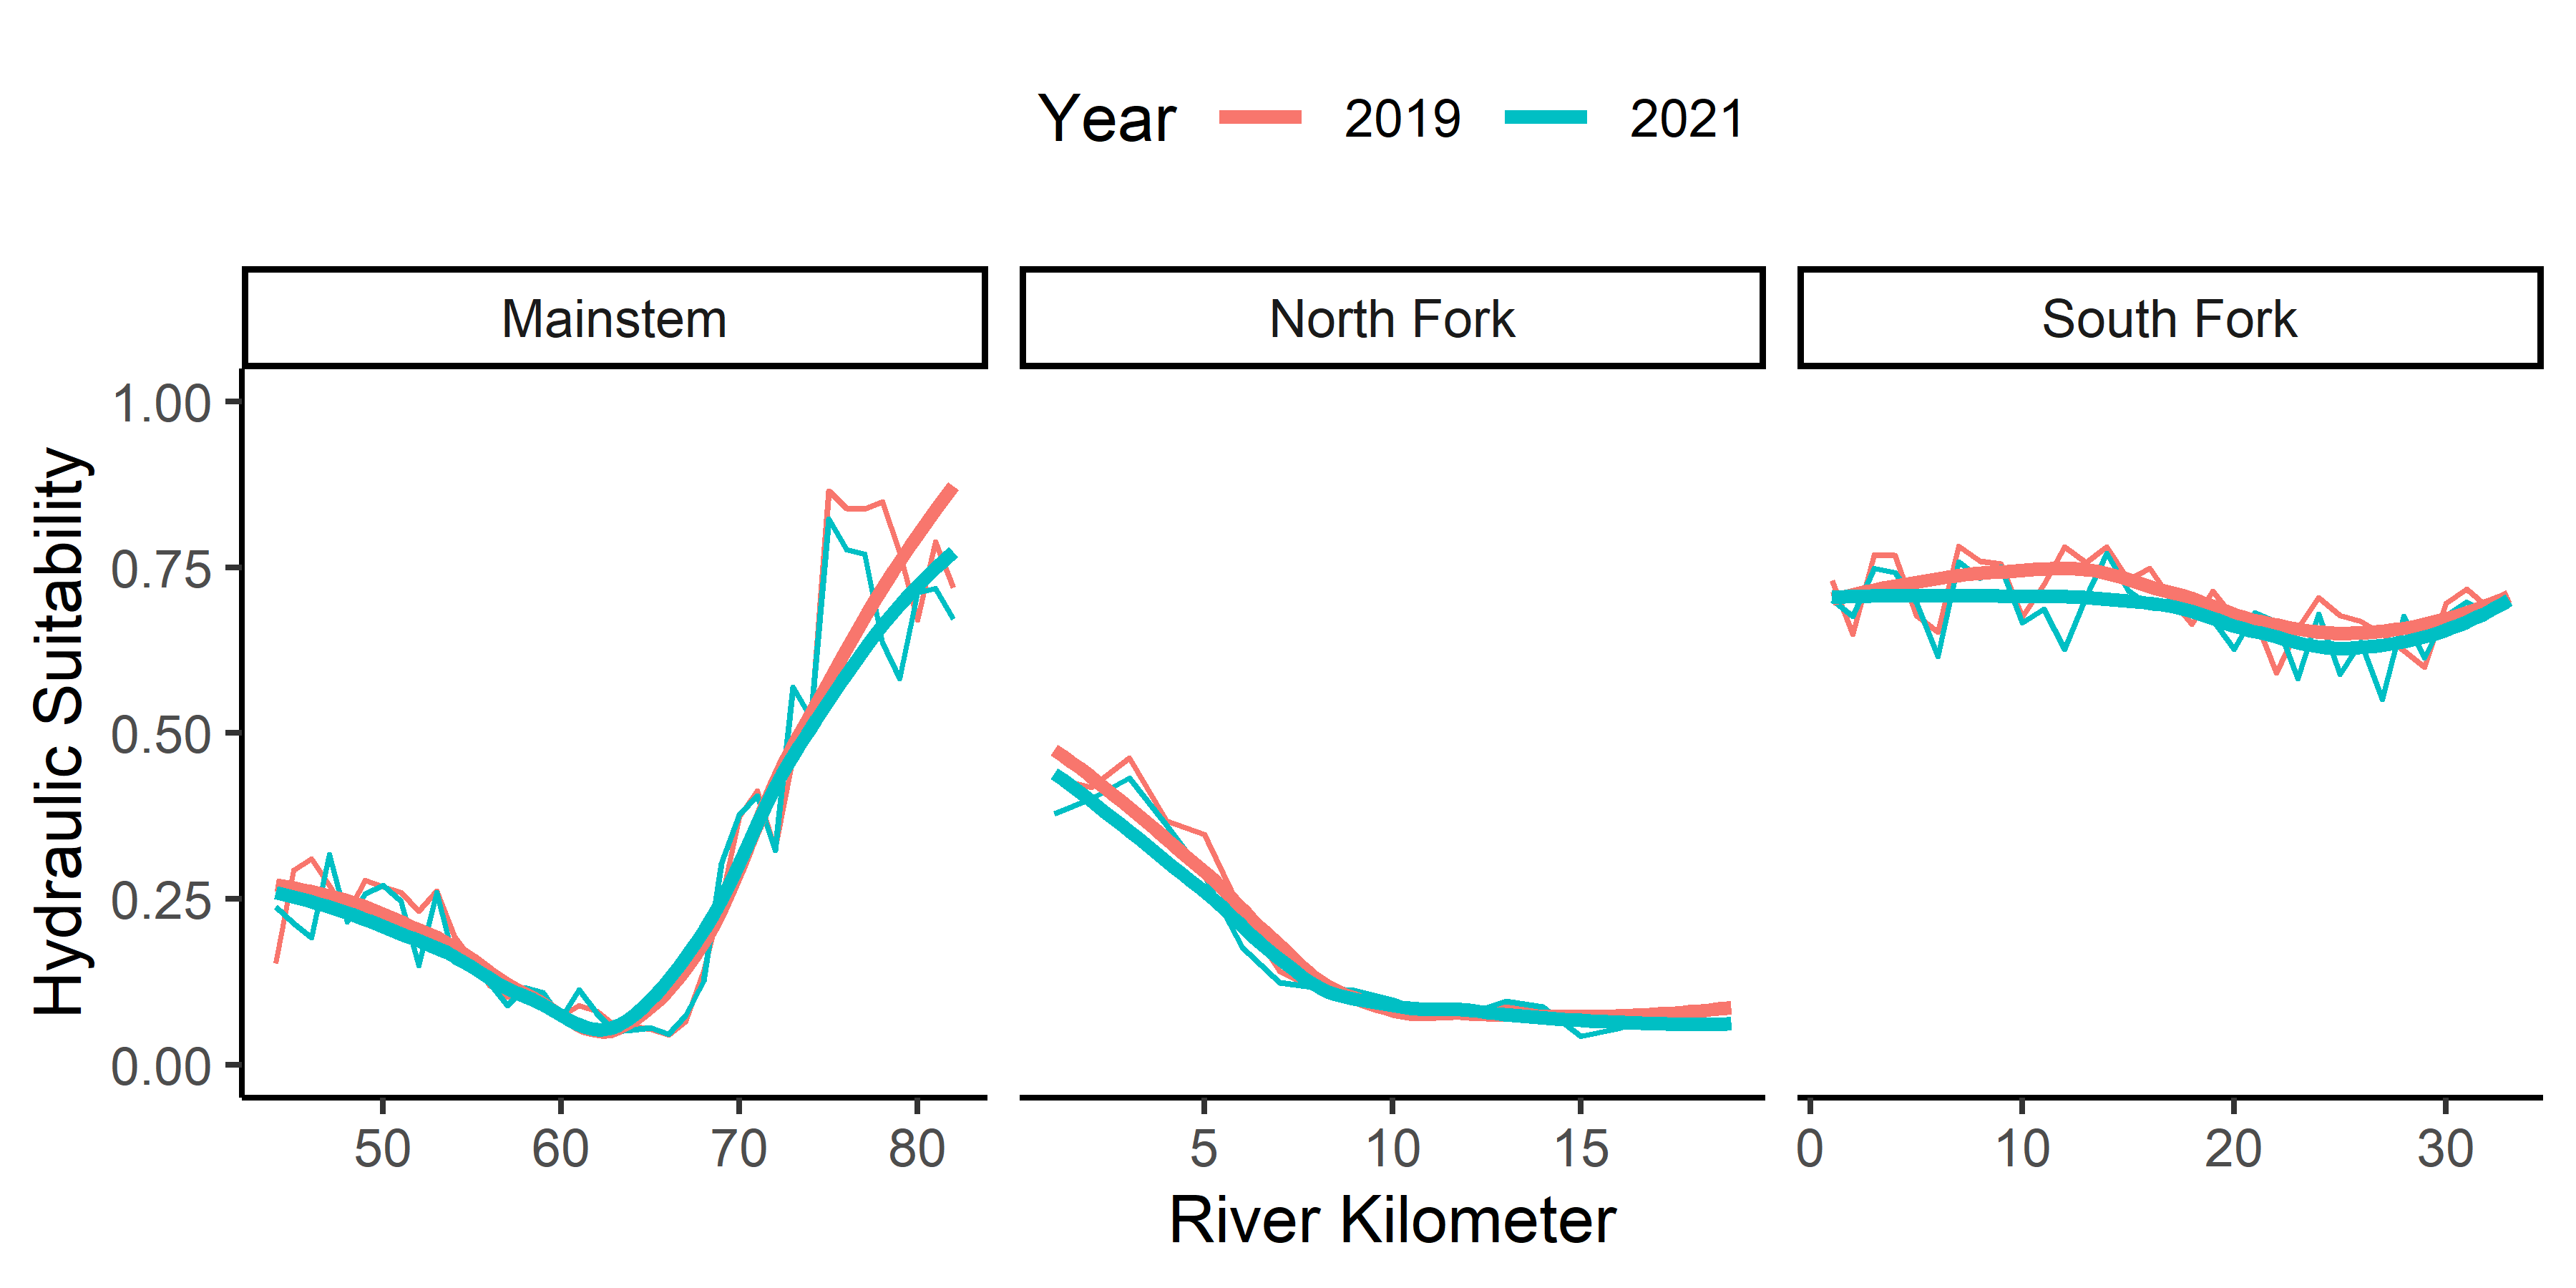 Year 2019 2021
Mainstem North Fork South Fork
1.00
0.75
0.50
0.25
0.00
Hydraulic Suitability
50 60 70 80 5 10 15 0 10 20 30
River Kilometer